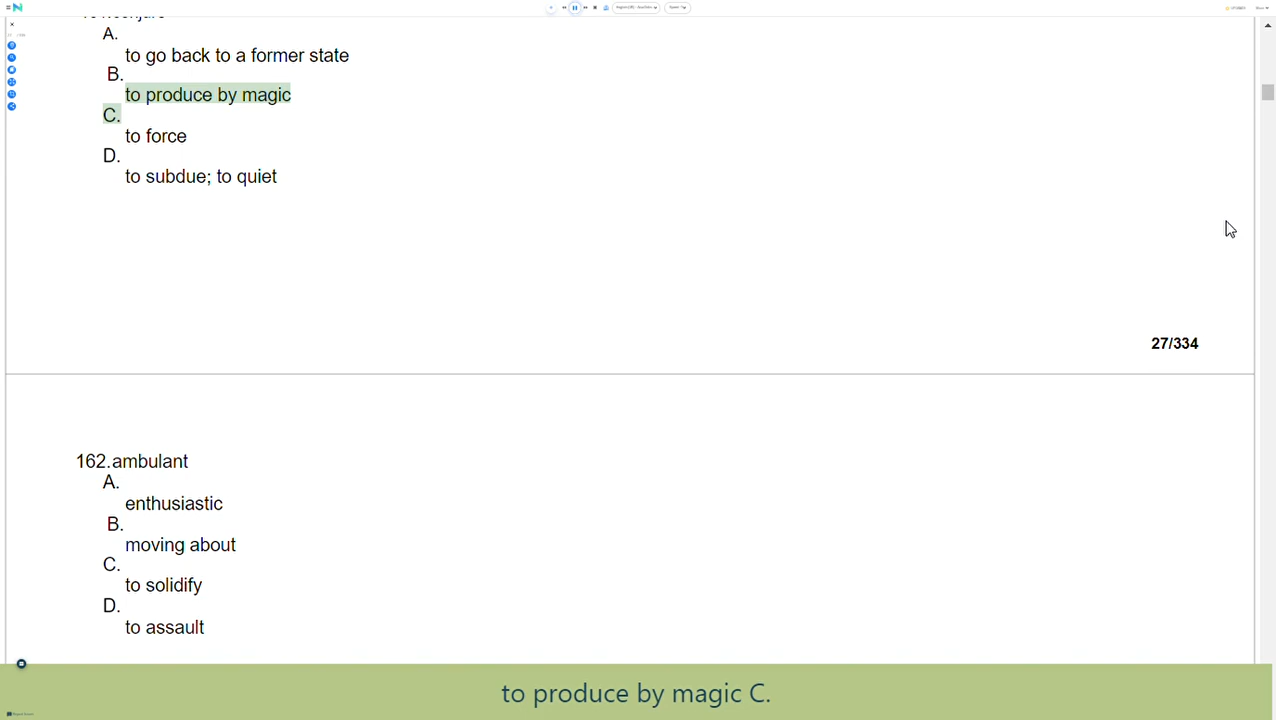 A.
to go back to a former state
B.
to produce by magic
C.
to force
D.
to subdue; to quiet
27/334
162.ambulant
A.
enthusiastic
B.
moving about
C.
to solidify
D.
to assault
to produce by magic C.